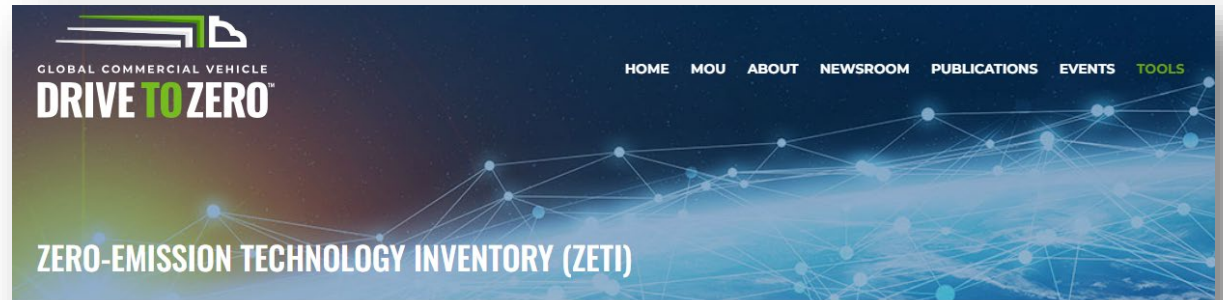 GLOBAL COMMERCIAL VEHICLE
DRIVE TO ZERO™
HOME MOU ABOUT NEWSROOM PUBLICATIONS EVENTS TOOLS
ZERO-EMISSION TECHNOLOGY INVENTORY (ZETI)